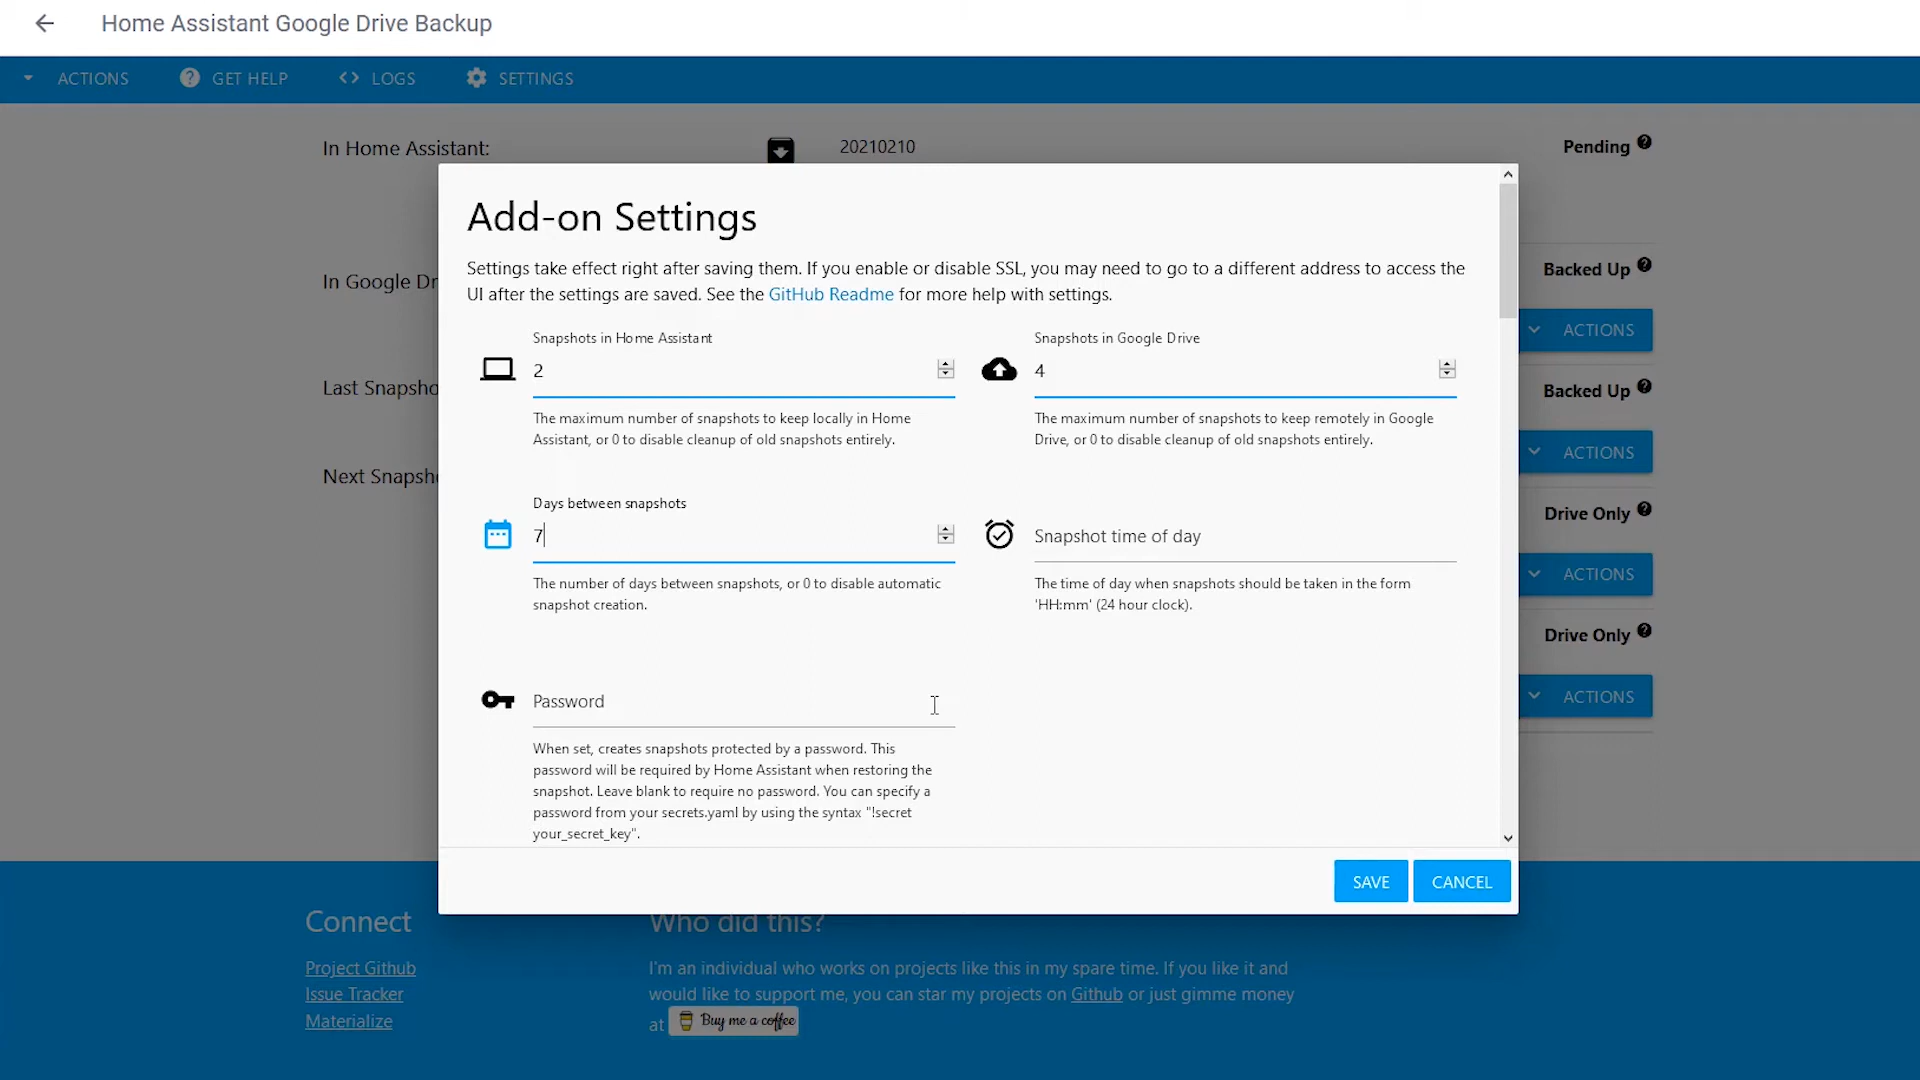 Home Assistant Google Drive Backup
ACTIONS GET HELP LOGS SETTINGS
In Home Assistant:
20210210
Pending
In Google Dr
Backed Up
ACTIONS
Last Snapsho
Backed Up
ACTIONS
Next Snapsh
Drive Only
ACTIONS
Drive Only
ACTIONS
Add-on Settings
Settings take effect right after saving them. If you enable or disable SSL, you may need to go to a different address to access the
UI after the settings are saved. See the GitHub Readme for more help with settings.
Snapshots in Home Assistant
2
The maximum number of snapshots to keep locally in Home
Assistant, or 0 to disable cleanup of old snapshots entirely.
Snapshots in Google Drive
4
The maximum number of snapshots to keep remotely in Google
Drive, or 0 to disable cleanup of old snapshots entirely.
Days between snapshots
7
The number of days between snapshots, or 0 to disable automatic
snapshot creation.
Snapshot time of day
The time of day when snapshots should be taken in the form
'HH:mm' (24 hour clock).
Password
When set, creates snapshots protected by a password. This
password will be required by Home Assistant when restoring the
snapshot. Leave blank to require no password. You can specify a
password from your secrets.yaml by using the syntax "!secret
your_secret_key".
SAVE CANCEL
Connect
Project Github
Issue Tracker
Materialize
Who did this?
I'm an individual who works on projects like this in my spare time. If you like it and
would like to support me, you can star my projects on Github or just gimme money
at Buy me a coffee